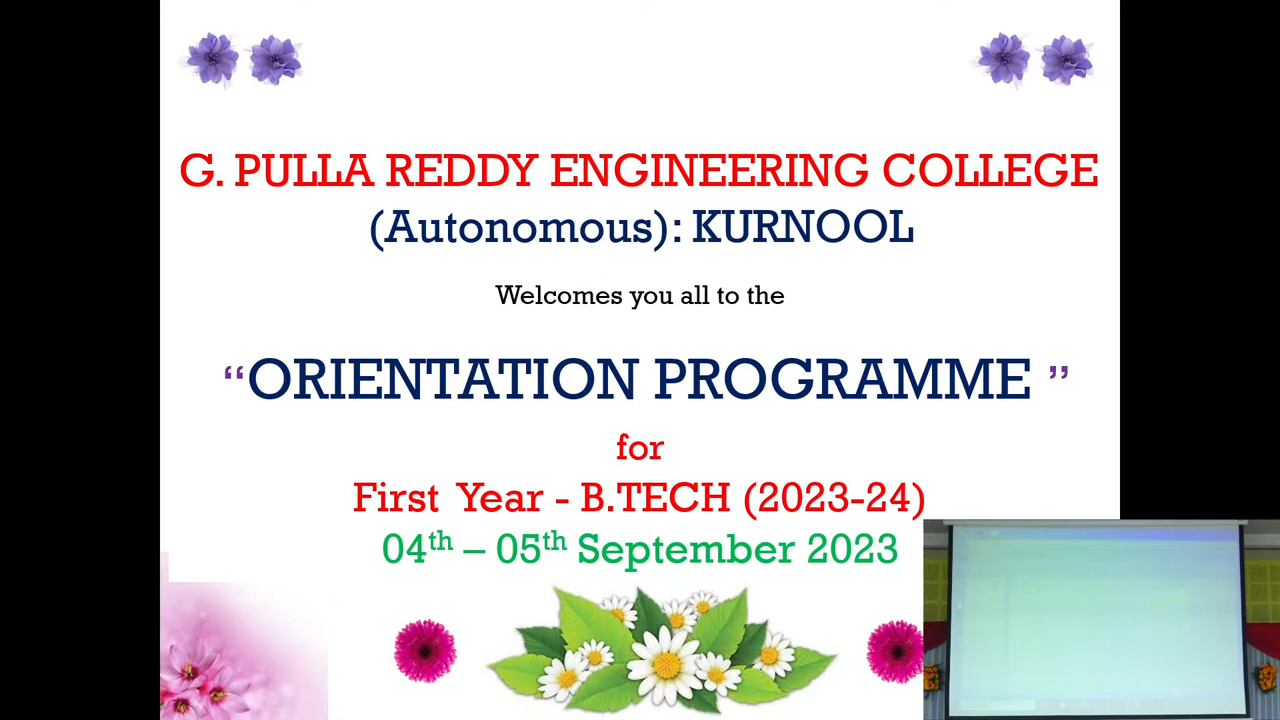 G. PULLA REDDY ENGINEERING COLLEGE
(Autonomous): KURNOOL
Welcomes you all to the
“ORIENTATION PROGRAMME ”
for
First Year - B.TECH (2023-24)
04th – 05th September 2023